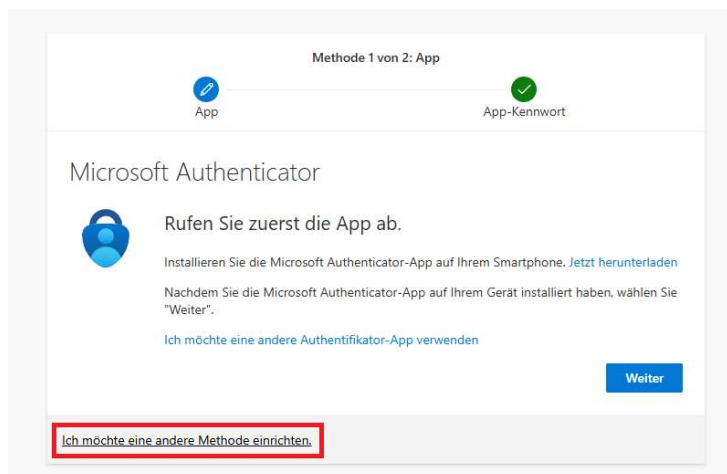 Methode 1 von 2: App
App
App-Kennwort
Microsoft Authenticator
Rufen Sie zuerst die App ab.
Installieren Sie die Microsoft Authenticator-App auf Ihrem Smartphone. Jetzt herunterladen
Nachdem Sie die Microsoft Authenticator-App auf Ihrem Gerät installiert haben, wählen Sie
"Weiter".
Ich möchte eine andere Authentifikator-App verwenden
Weiter
Ich möchte eine andere Methode einrichten.